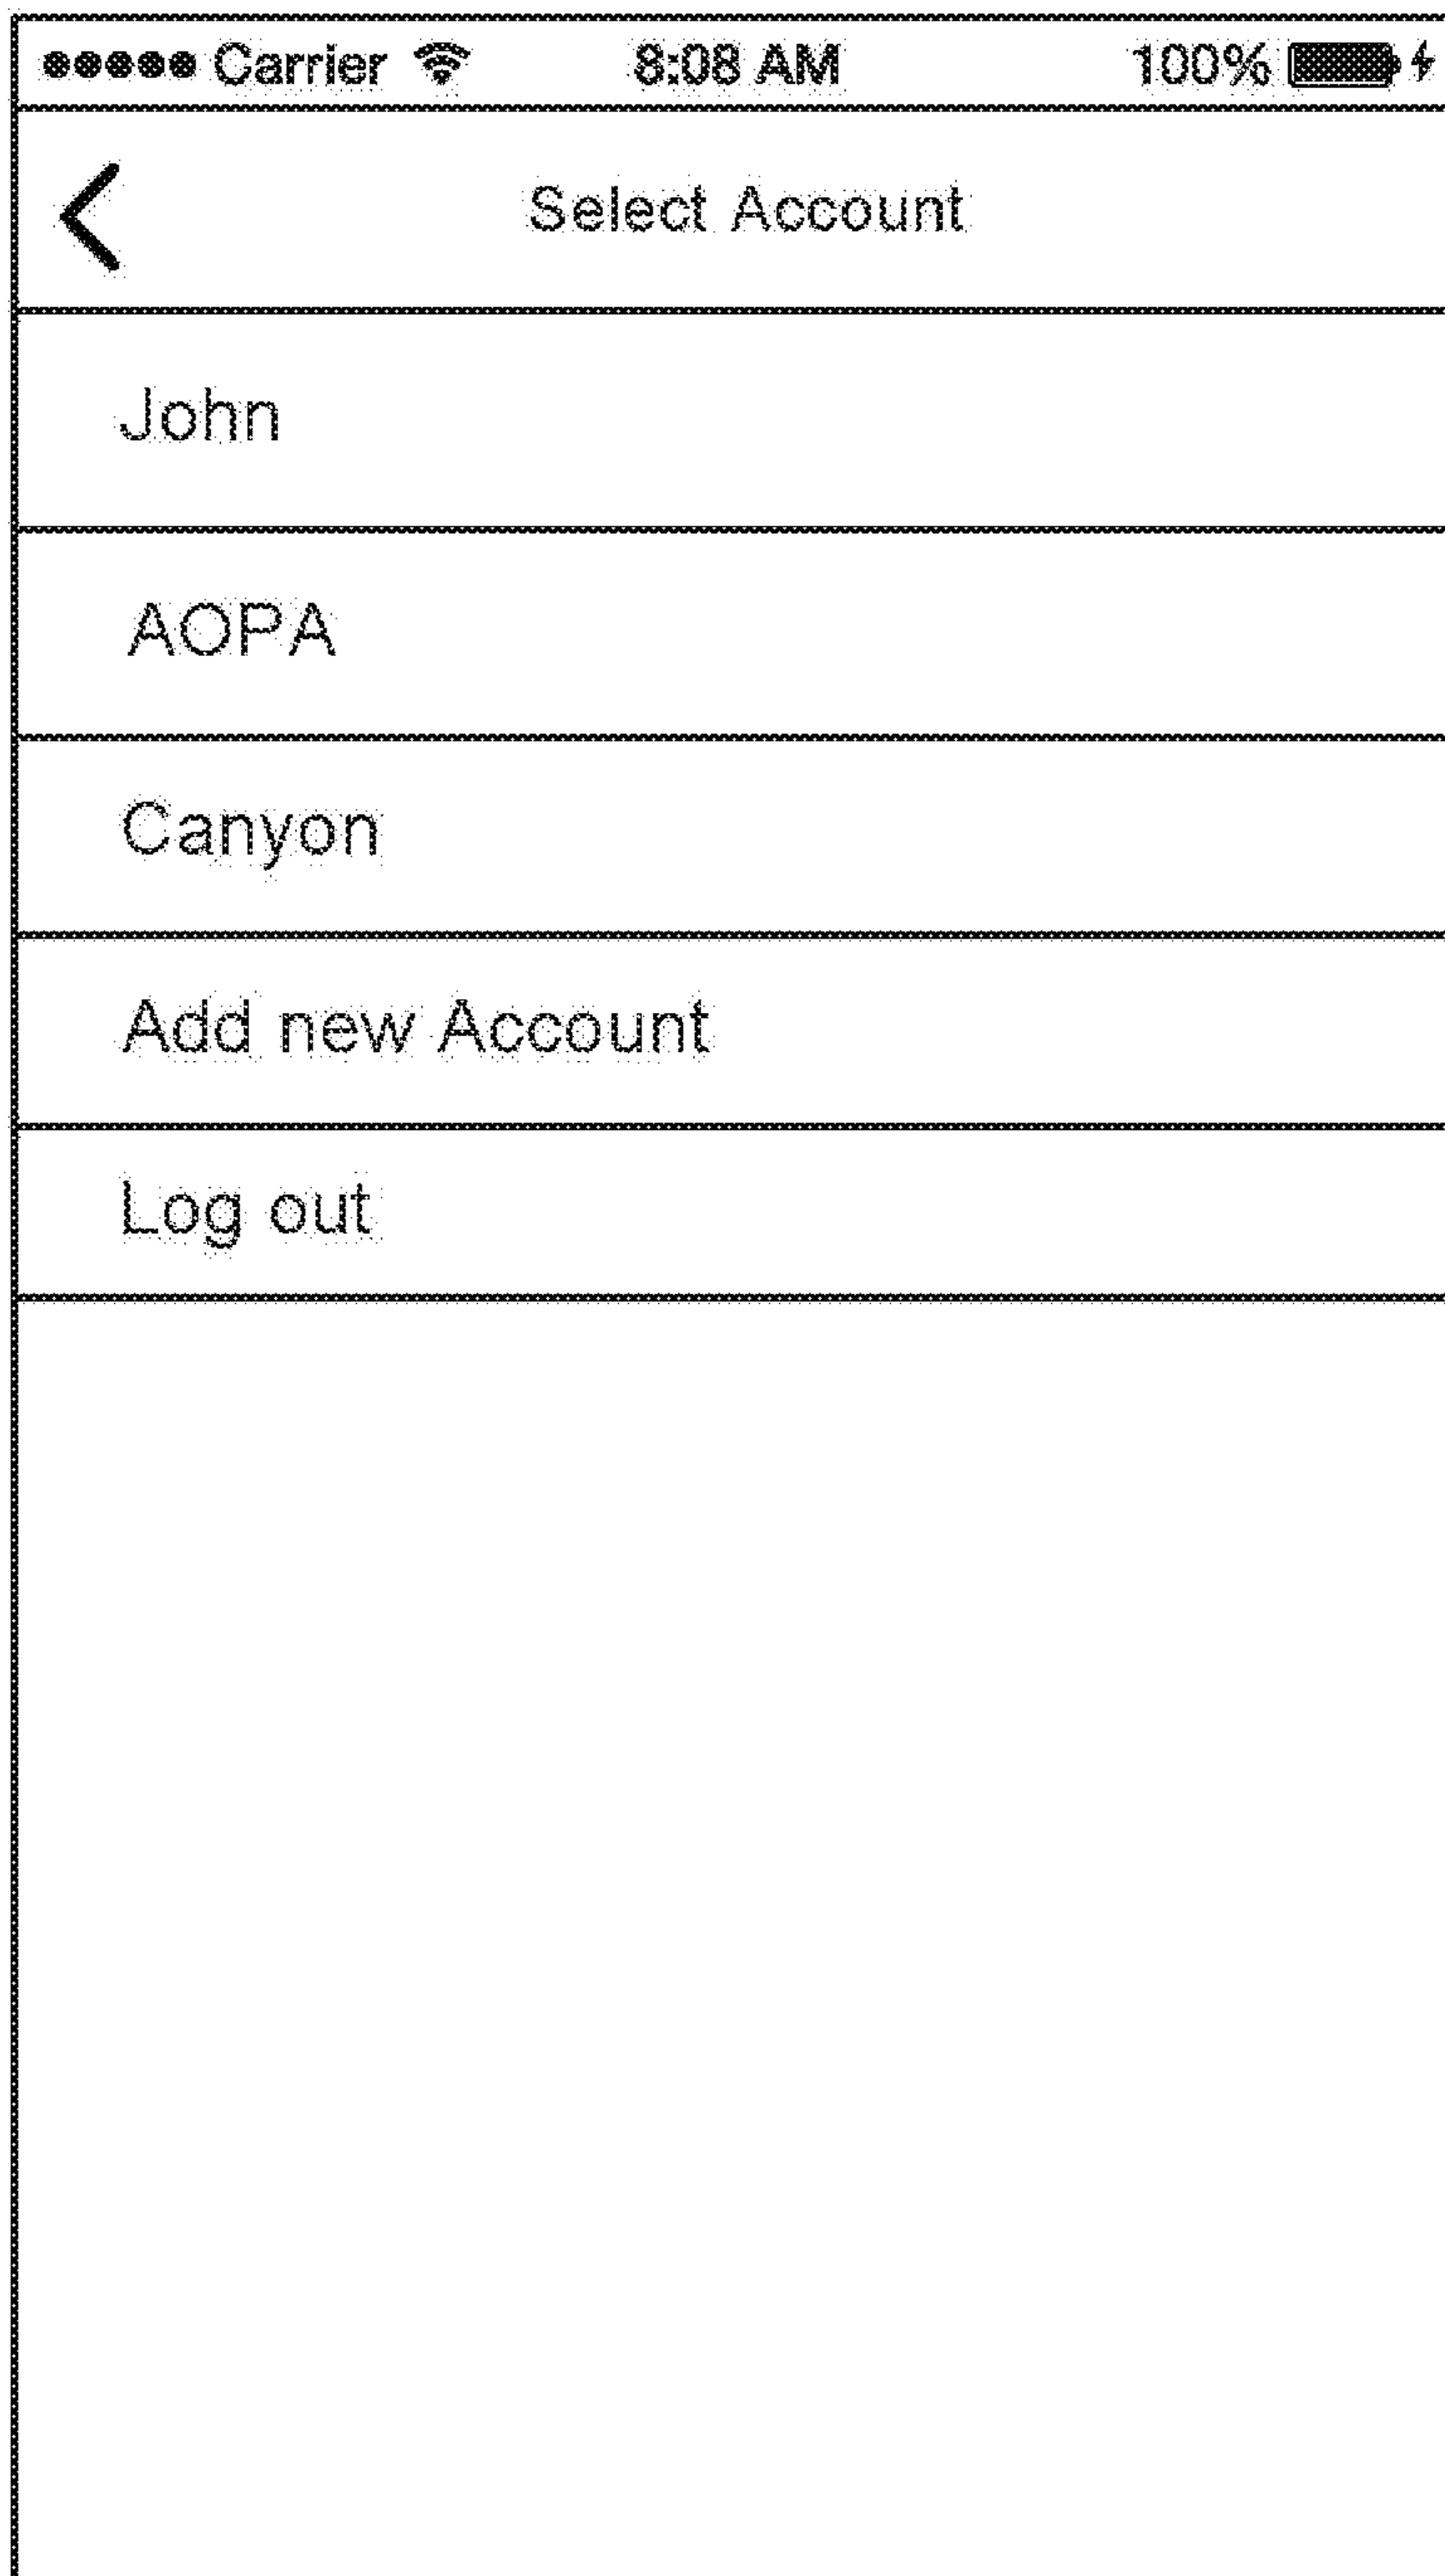 Carrier 8:08 AM 100%
Select Account
John
AOPA
Canyon
Add new Account
Log out